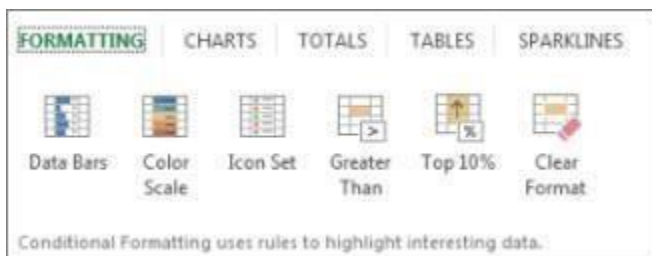 FORMATTING CHARTS TOTALS TABLES SPARKLINES
Data Bars Color Scale Icon Set Greater Than Top 10% Clear Format
Conditional Formatting uses rules to highlight interesting data.